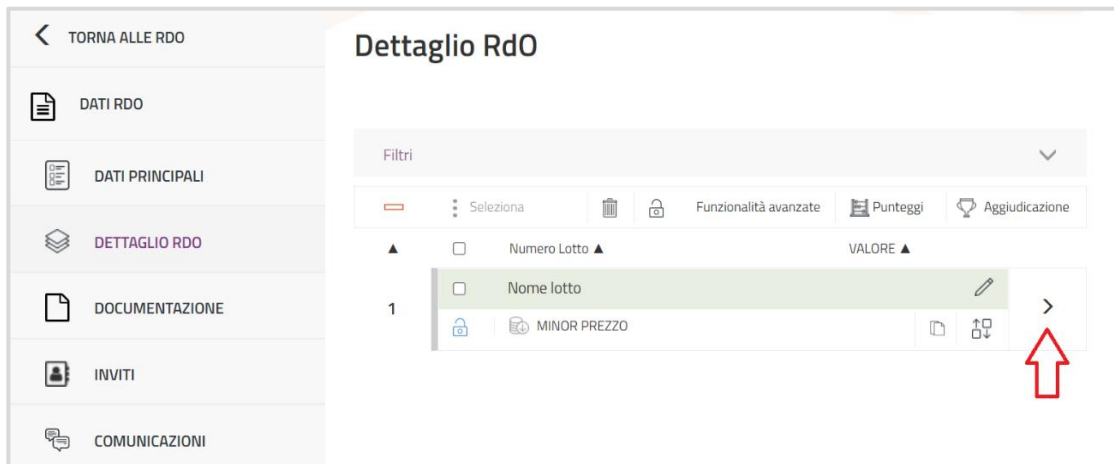 TORNA ALLE RDO
DATI RDO
DATI PRINCIPALI
DETTAGLIO RDO
DOCUMENTAZIONE
INVITI
COMUNICAZIONI
Dettaglio RdO
Filtri
Seleziona Funzionalità avanzate Punteggi Aggiudicazione
▲ Numero Lotto ▲ VALORE ▲
1
Nome lotto
MINOR PREZZO